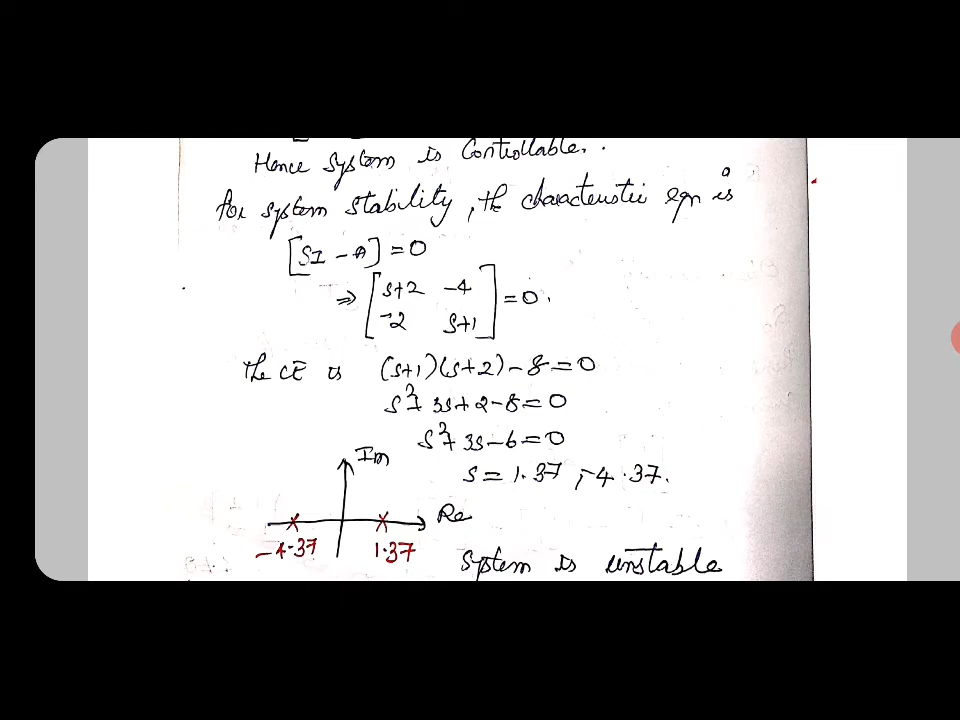 Hence System is Controllable.
for system stability, the characteristic eqn is
[SI - A] = 0
⇒ [s+2 -4
-2 s+1] = 0.
the CE is (s+1)(s+2) - 8 = 0
s² + 3s + 2 - 8 = 0
s² + 3s - 6 = 0
s = 1.37, -4.37.
Im
Re
-4.37 1.37
System is unstable